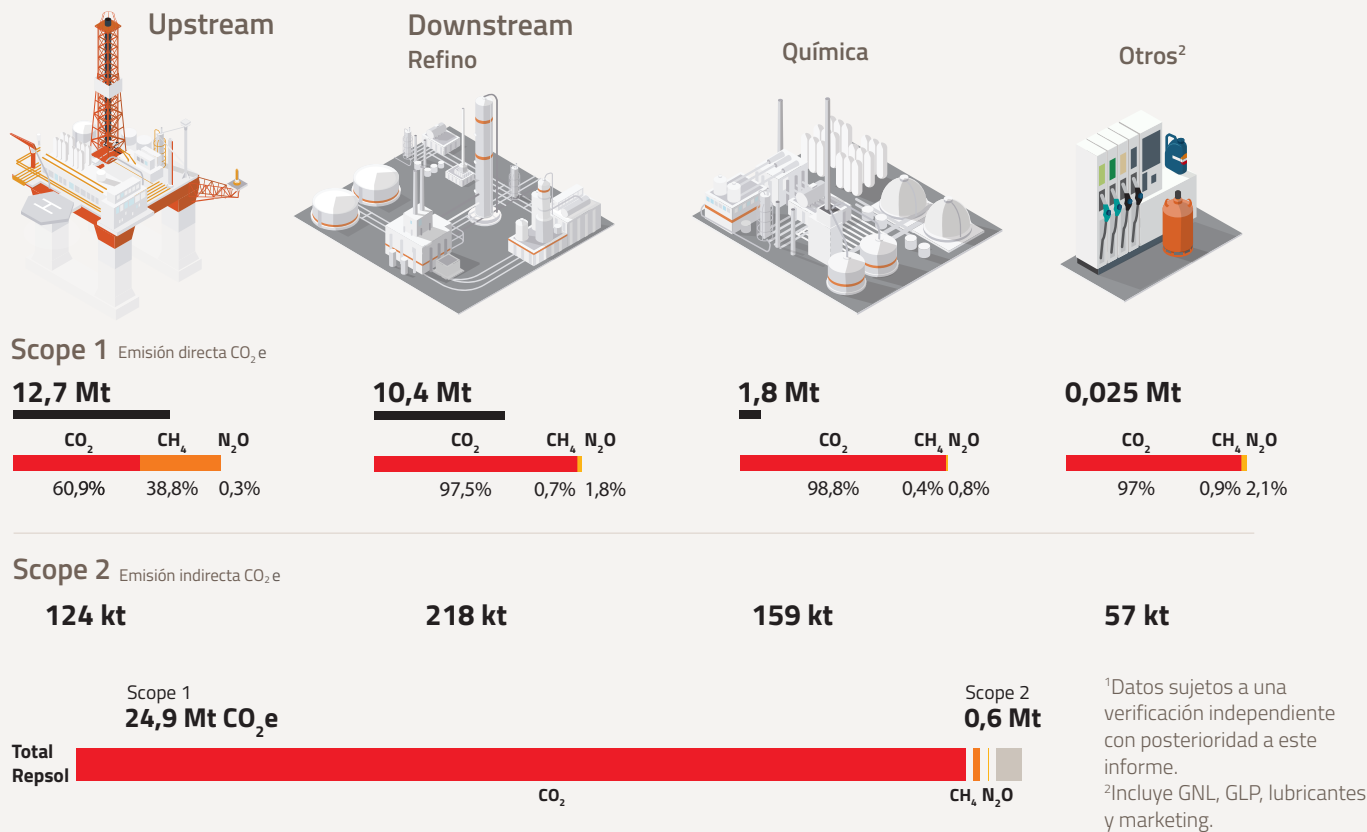 Upstream
Downstream
Refino
Química
Otros²
Scope 1 Emisión directa CO₂e
12,7 Mt
10,4 Mt
1,8 Mt
0,025 Mt
CO₂ CH₄ N₂O
CO₂ CH₄ N₂O
CO₂ CH₄ N₂O
CO₂ CH₄ N₂O
60,9% 38,8% 0,3%
97,5% 0,7% 1,8%
98,8% 0,4% 0,8%
97% 0,9% 2,1%
Scope 2 Emisión indirecta CO₂e
124 kt
218 kt
159 kt
57 kt
Scope 1
24,9 Mt CO₂e
Scope 2
0,6 Mt
Total
Repsol
CO₂
CH₄ N₂O
¹Datos sujetos a una
verificación independiente
con posterioridad a este
informe.
²Incluye GNL, GLP, lubricantes
y marketing.